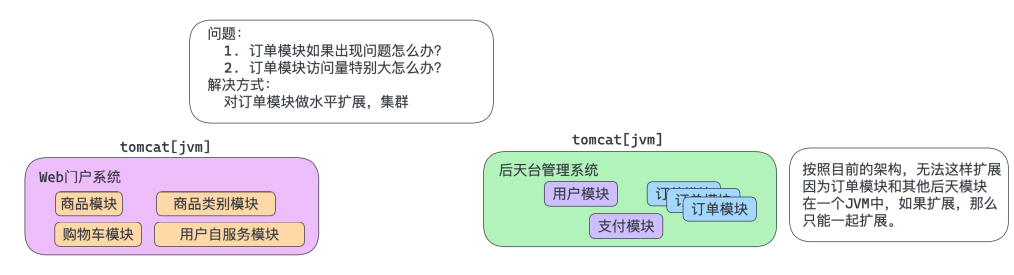 问题：
1. 订单模块如果出现问题怎么办？
2. 订单模块访问量特别大怎么办？
解决方式：
对订单模块做水平扩展，集群
tomcat[jvm]
Web门户系统
商品模块
商品类别模块
购物车模块
用户自服务模块
tomcat[jvm]
后天台管理系统
用户模块
订单模块
订单模块
订单模块
支付模块
按照目前的架构，无法这样扩展
因为订单模块和其他后天模块
在一个JVM中，如果扩展，那么
只能一起扩展。